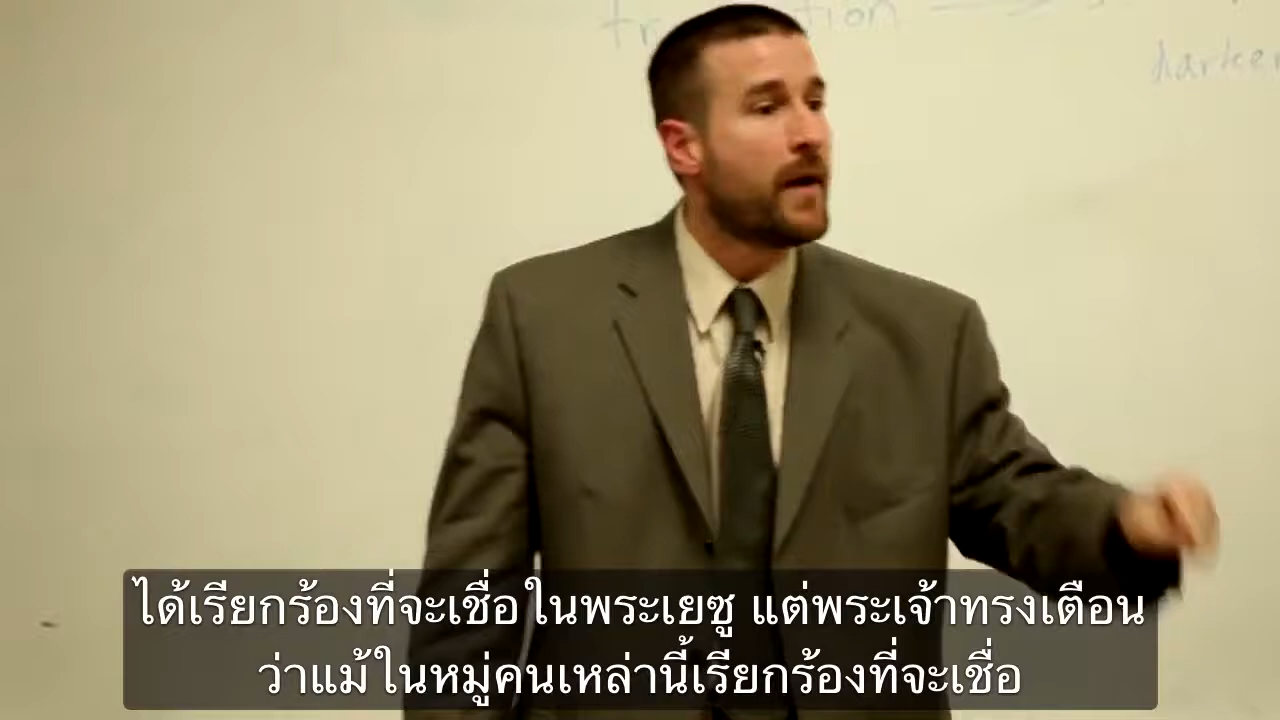 ได้เรียกร้องที่จะเชื่อในพระเยซู แต่พระเจ้าทรงเตือน
ว่าแม้ในหมู่คนเหล่านี้เรียกร้องที่จะเชื่อ